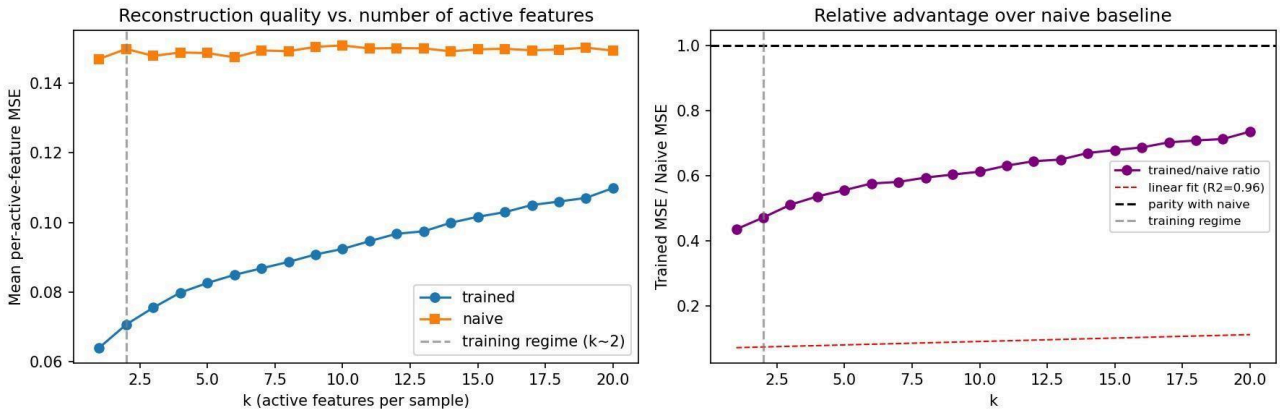 Reconstruction quality vs. number of active features
Mean per-active-feature MSE
0.14
0.12
0.10
0.08
0.06
2.5 5.0 7.5 10.0 12.5 15.0 17.5 20.0
k (active features per sample)
trained
naive
training regime (k~2)
Relative advantage over naive baseline
Trained MSE / Naive MSE
1.0
0.8
0.6
0.4
0.2
2.5 5.0 7.5 10.0 12.5 15.0 17.5 20.0
k
trained/naive ratio
linear fit (R2=0.96)
parity with naive
training regime